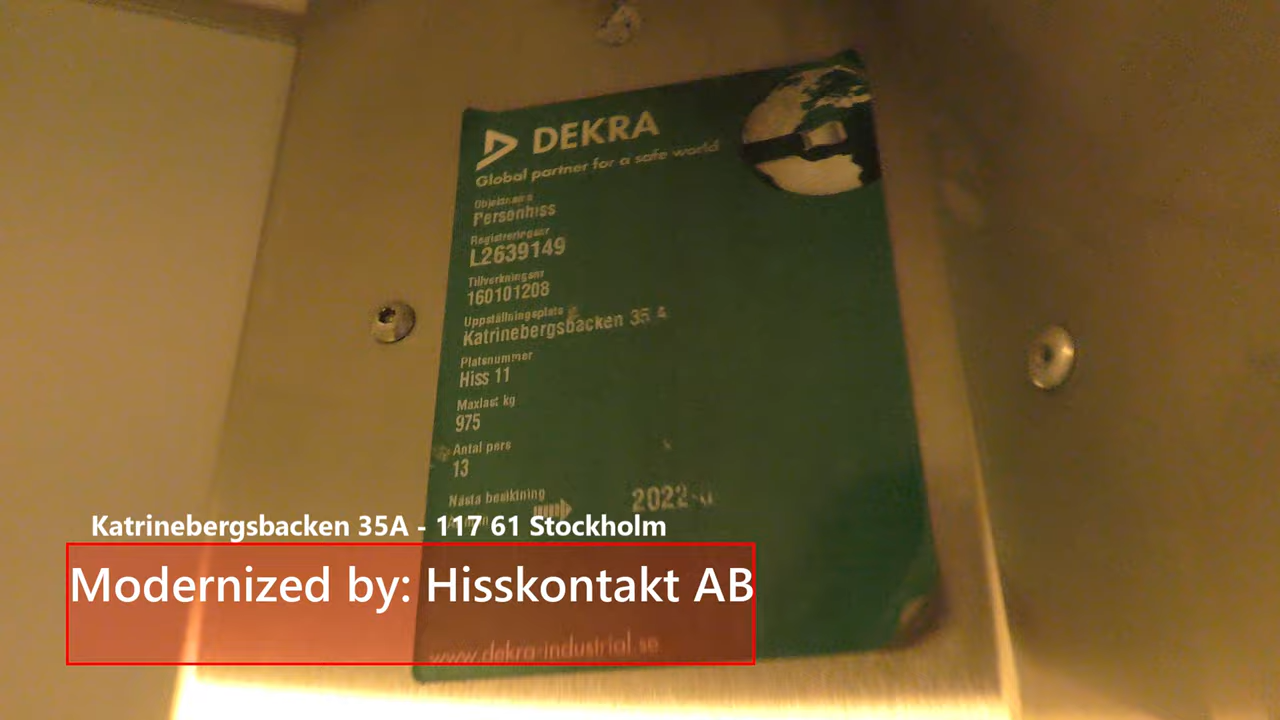 DEKRA
Global partner for a safe world
Objektnamn
Personhiss
Registreringsnr
L2639149
Tillverkningsnr
160101208
Uppställningsplats
Katrinebergsbacken 35 A
Platsnummer
Hiss 11
Maxlast kg
975
Antal pers
13
Nästa besiktning
2022
Katrinebergsbacken 35A - 117 61 Stockholm
Modernized by: Hisskontakt AB
www.dekra-industrial.se